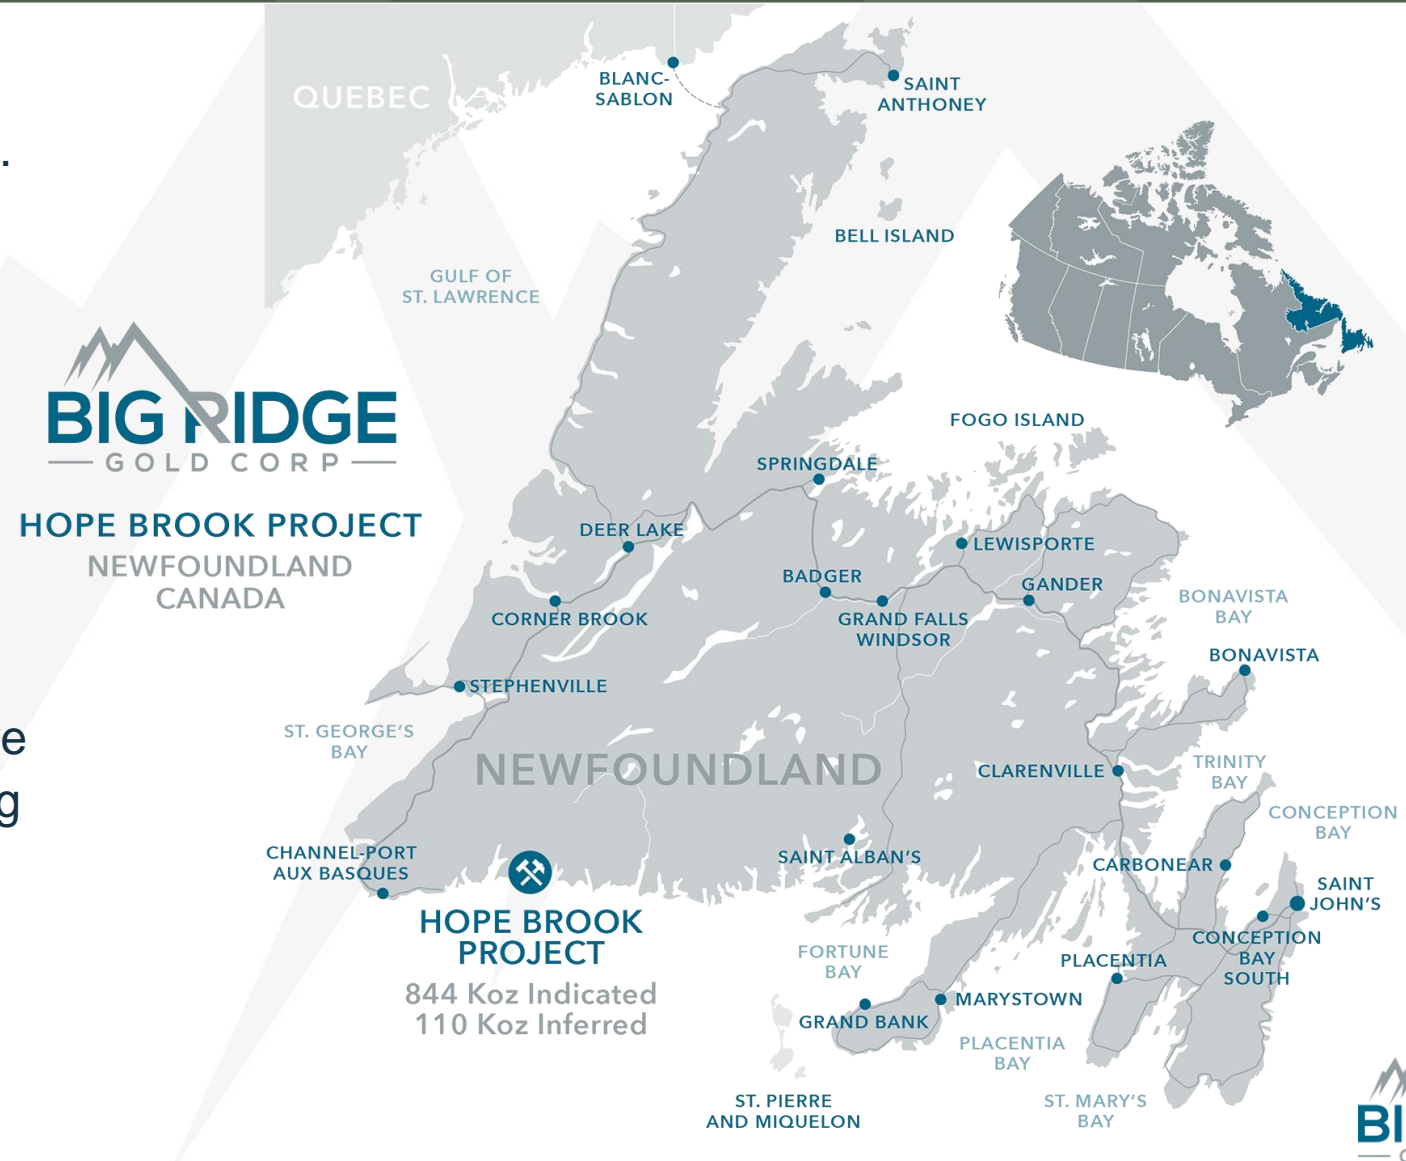 .
QUEBEC
BLANC-
SABLON
SAINT
ANTHONEY
BELL ISLAND
GULF OF
ST. LAWRENCE
BIG RIDGE
GOLD CORP
HOPE BROOK PROJECT
NEWFOUNDLAND
CANADA
FOGO ISLAND
SPRINGDALE
DEER LAKE
LEWISPORTE
BADGER
GANDER
CORNER BROOK
GRAND FALLS
WINDSOR
BONAVISTA
BAY
BONAVISTA
STEPHENVILLE
ST. GEORGE'S
BAY
e
g
NEWFOUNDLAND
CLARENVILLE
TRINITY
BAY
CONCEPTION
BAY
CHANNEL-PORT
AUX BASQUES
SAINT ALBAN'S
CARBONEAR
SAINT
JOHN'S
HOPE BROOK
PROJECT
844 Koz Indicated
110 Koz Inferred
FORTUNE
BAY
CONCEPTION
BAY
SOUTH
PLACENTIA
MARYSTOWN
GRAND BANK
PLACENTIA
BAY
ST. PIERRE
AND MIQUELON
ST. MARY'S
BAY
BI